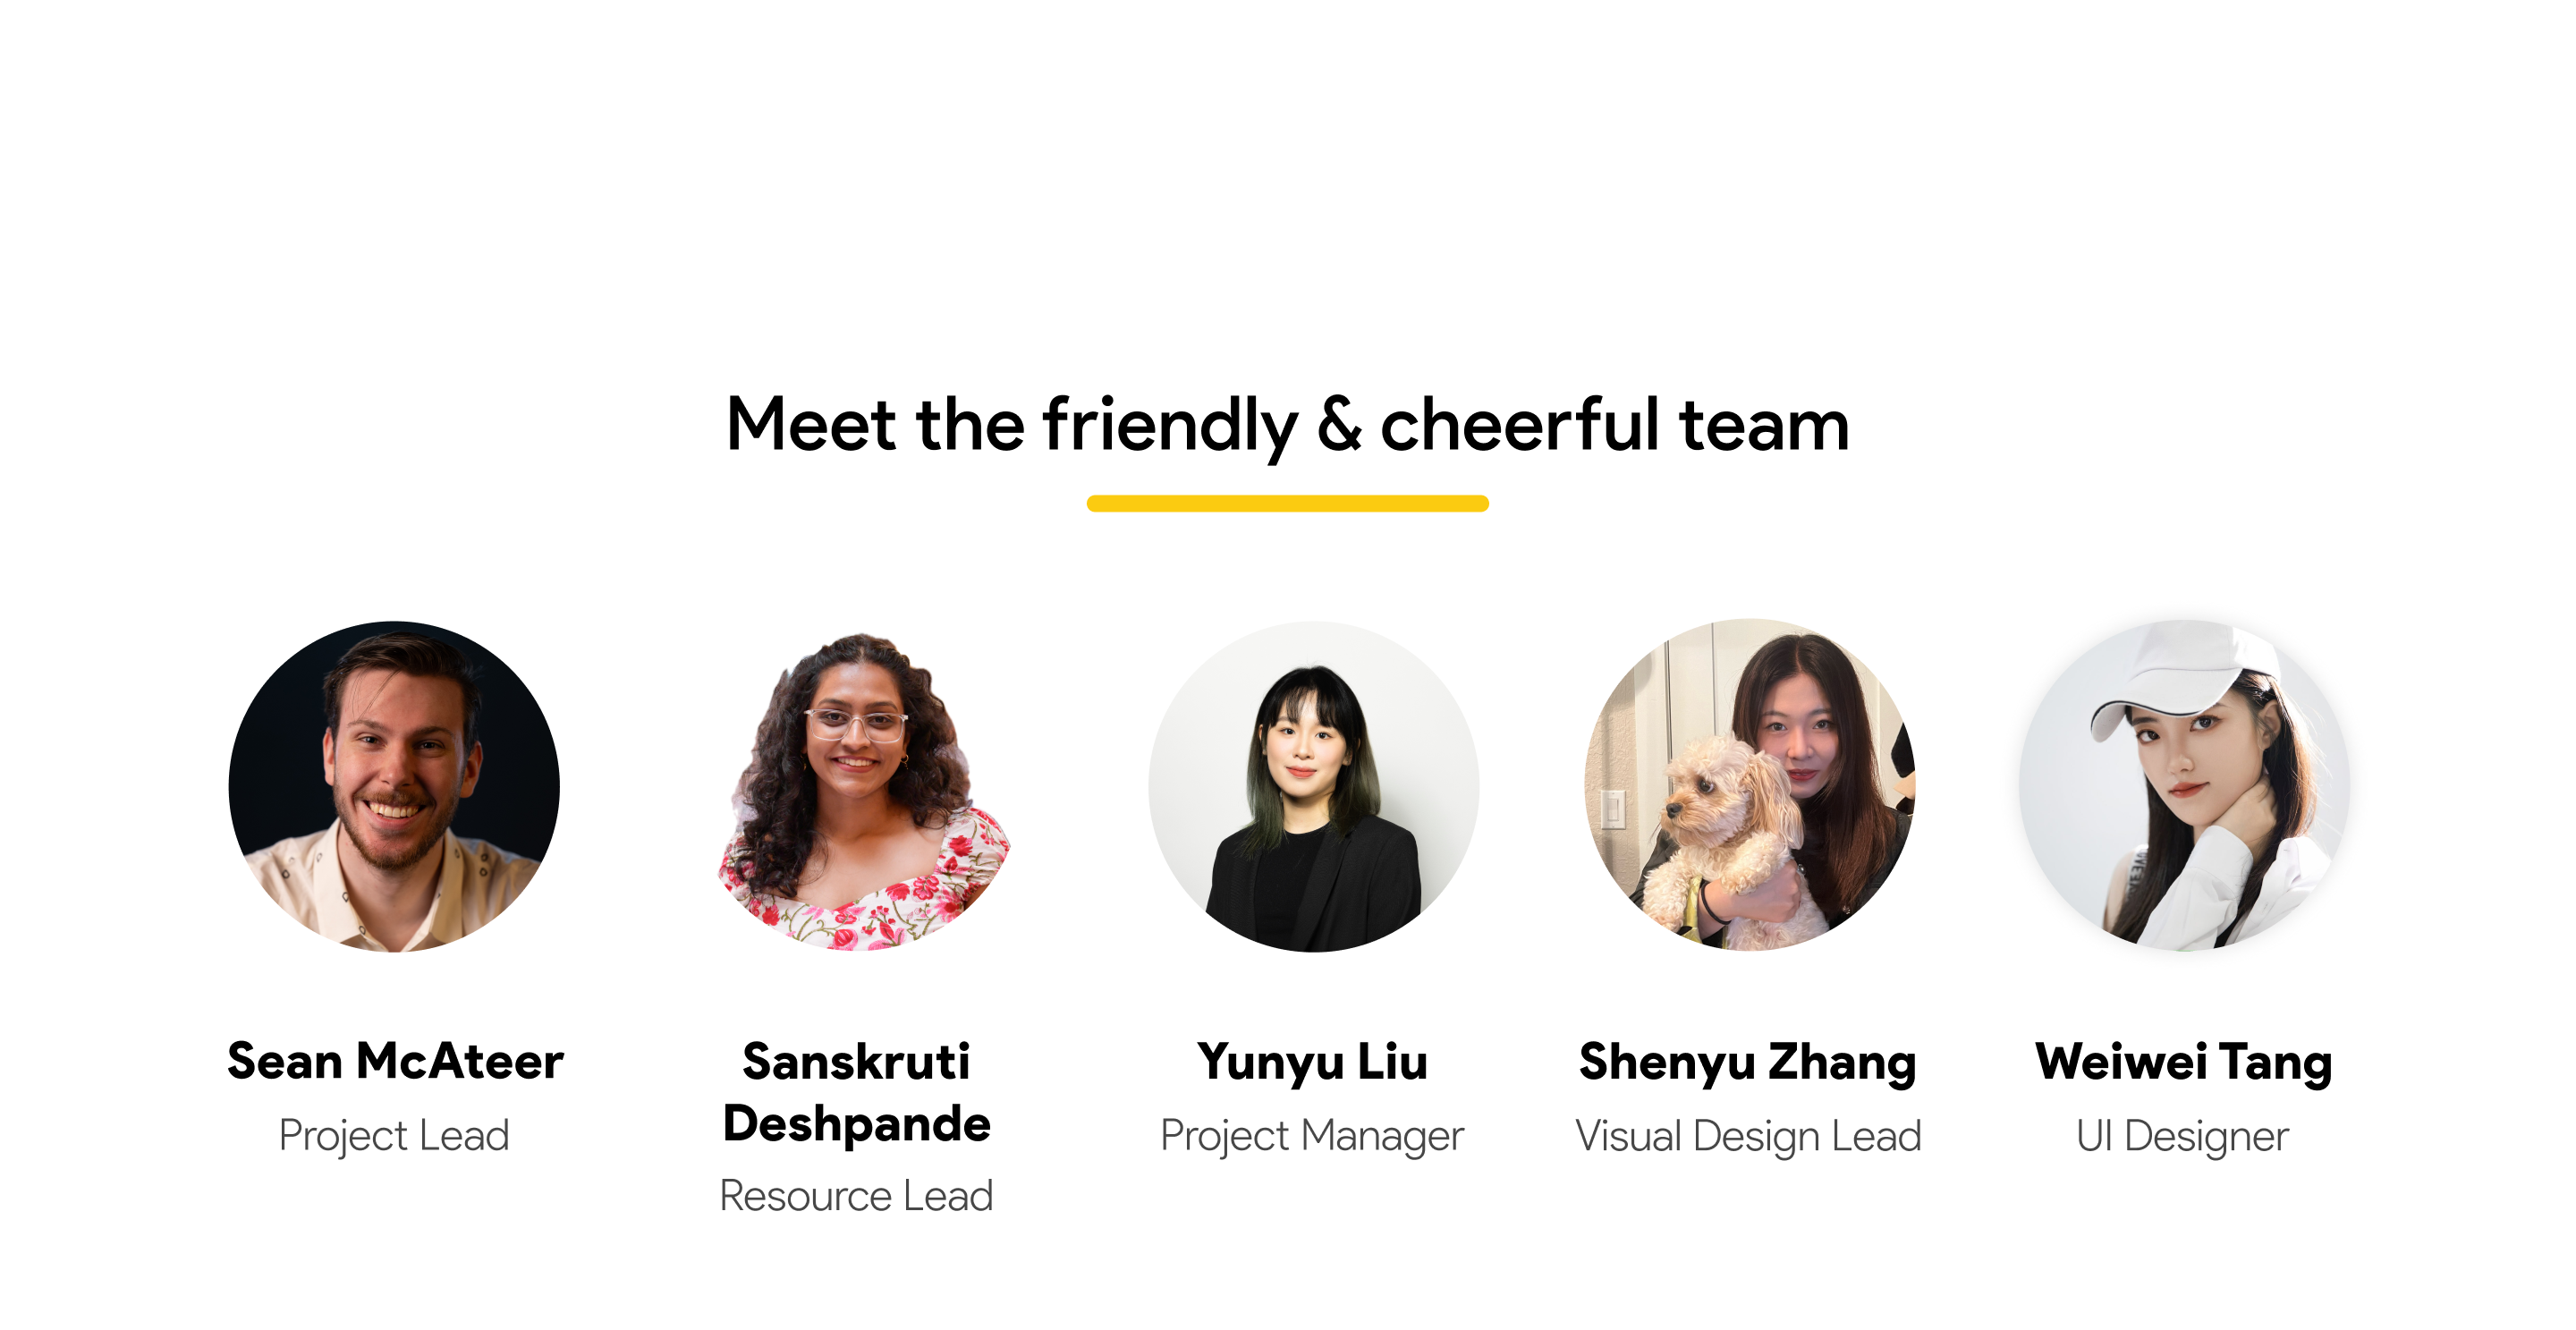 Meet the friendly & cheerful team
Sean McAteer
Project Lead
Sanskruti
Deshpande
Resource Lead
Yunyu Liu
Project Manager
Shenyu Zhang
Visual Design Lead
Weiwei Tang
UI Designer